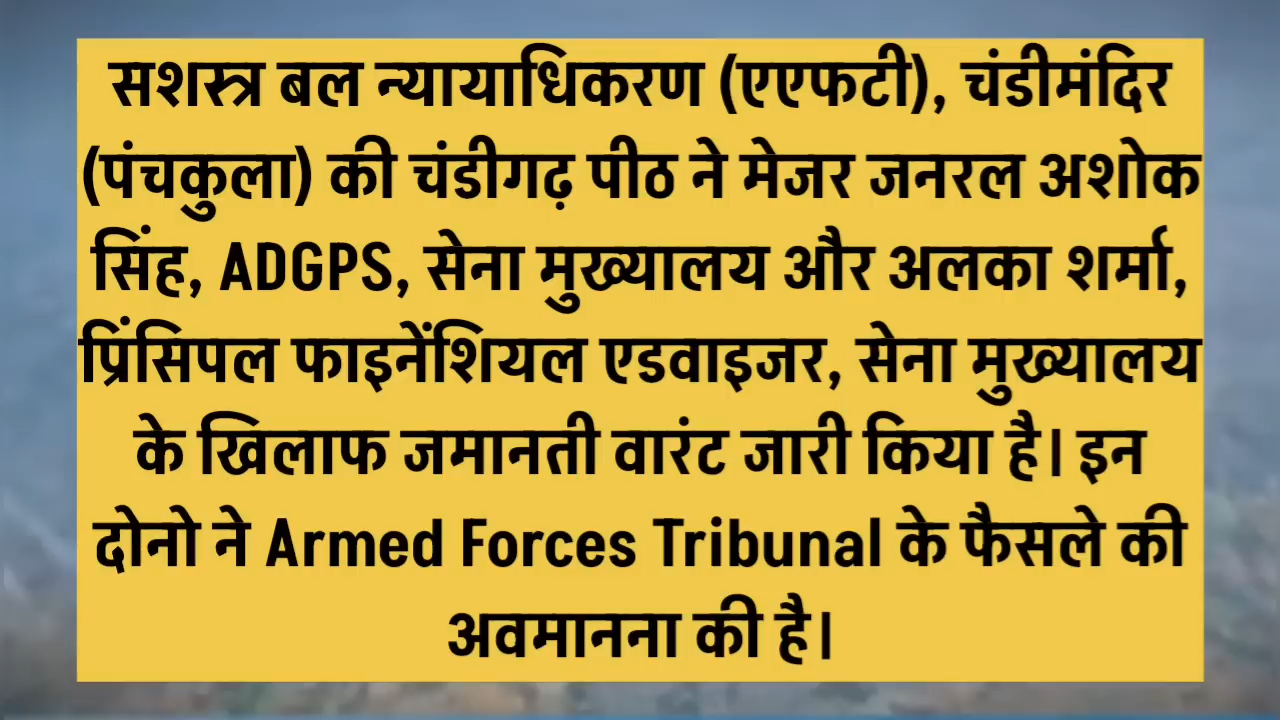 सशस्त्र बल न्यायाधिकरण (एएफटी), चंडीमंदिर
(पंचकुला) की चंडीगढ़ पीठ ने मेजर जनरल अशोक
सिंह, ADGPS, सेना मुख्यालय और अलका शर्मा,
प्रिंसिपल फाइनेंशियल एडवाइजर, सेना मुख्यालय
के खिलाफ जमानती वारंट जारी किया है। इन
दोनो ने Armed Forces Tribunal के फैसले की
अवमानना की है।